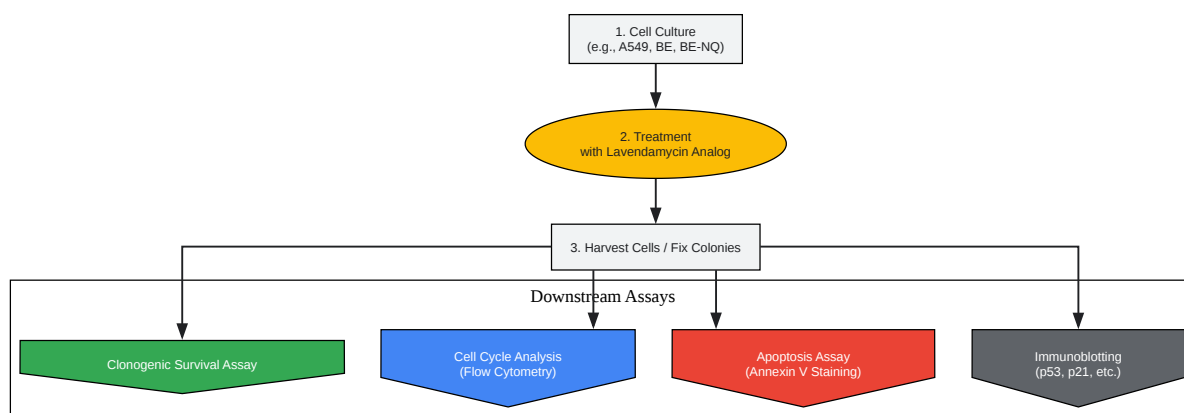 1. Cell Culture
(e.g., A549, BE, BE-NQ)
2. Treatment
with Lavendamycin Analog
3. Harvest Cells / Fix Colonies
Downstream Assays
Clonogenic Survival Assay
Cell Cycle Analysis
(Flow Cytometry)
Apoptosis Assay
(Annexin V Staining)
Immunoblotting
(p53, p21, etc.)